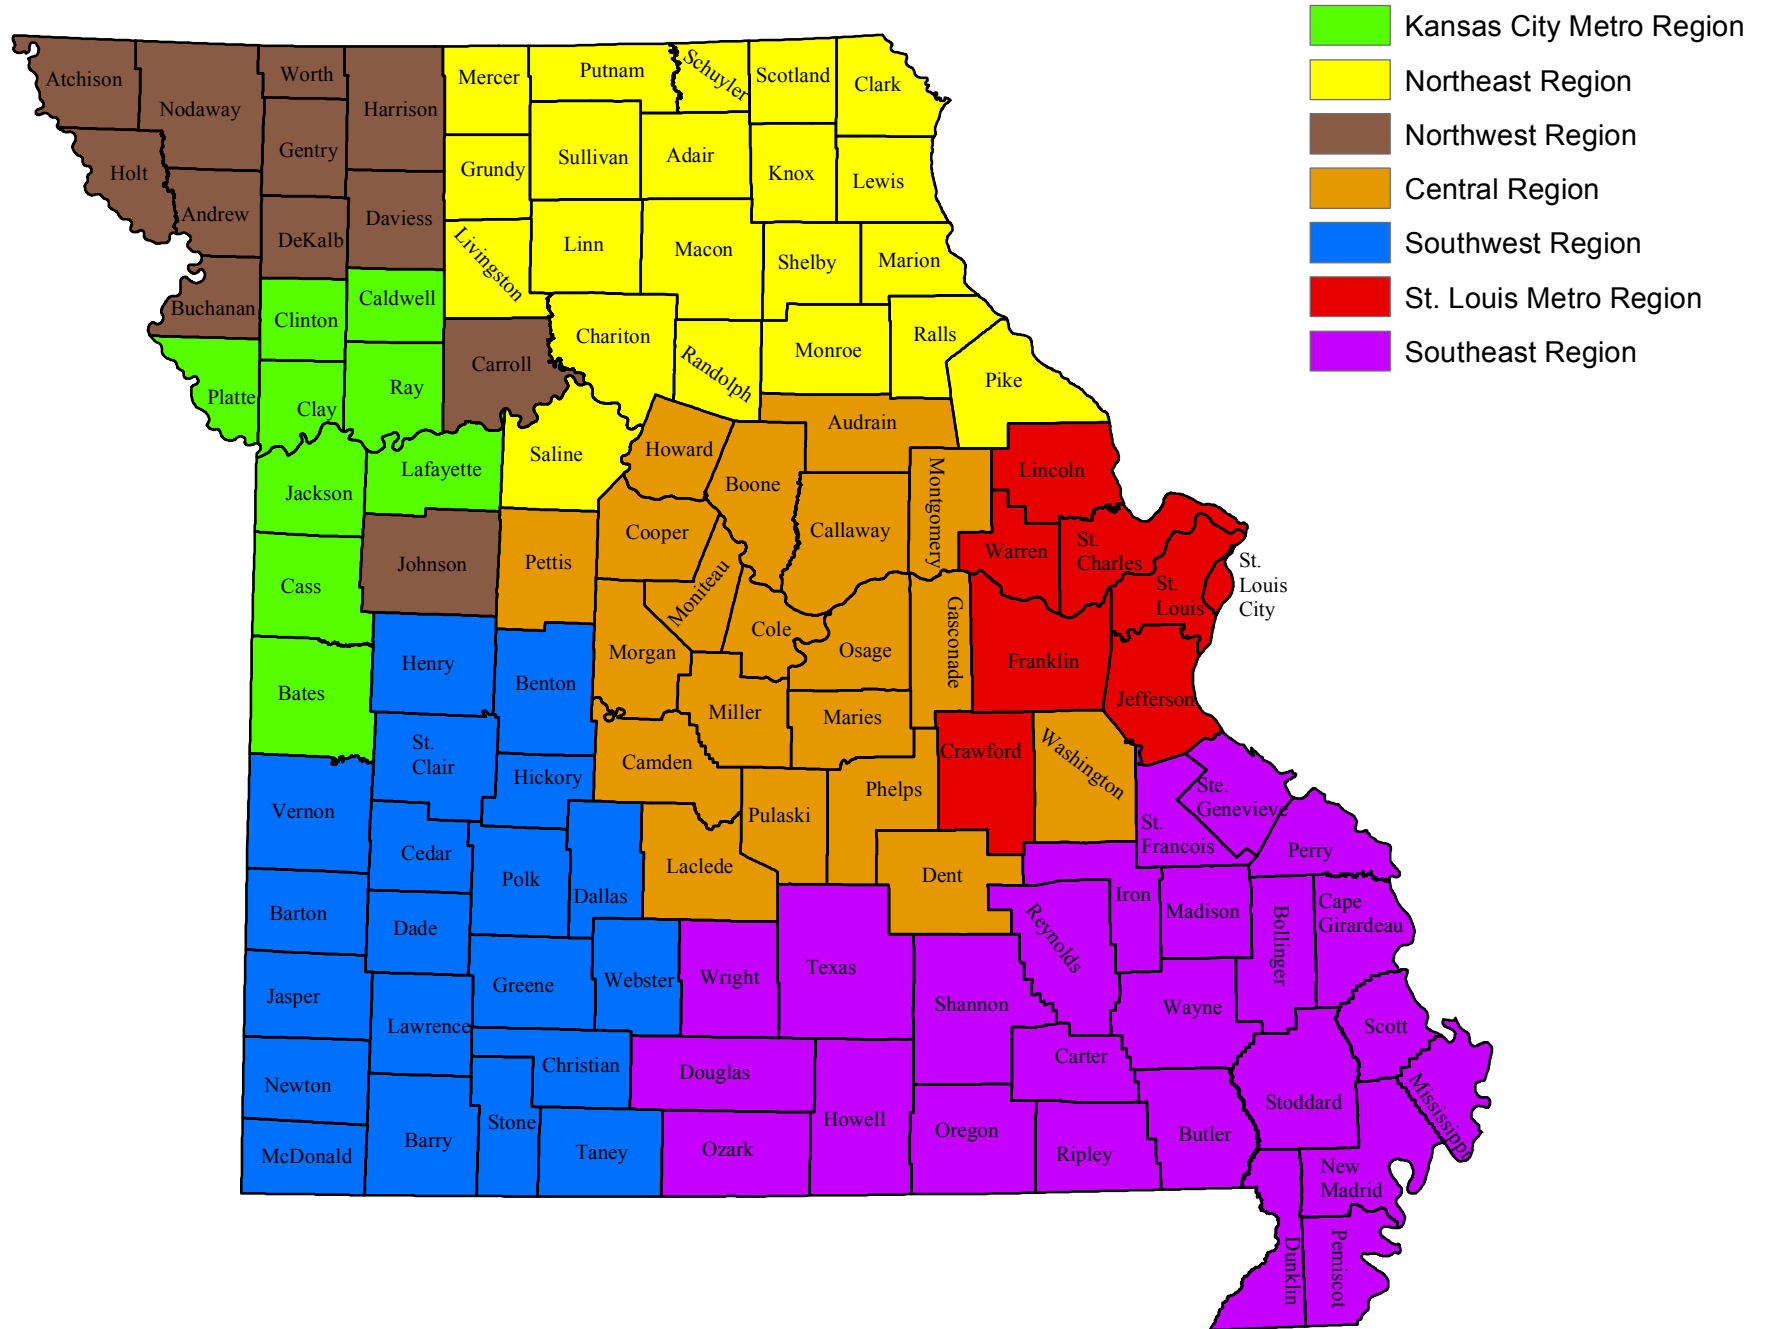 Kansas City Metro Region
Northeast Region
Northwest Region
Central Region
Southwest Region
St. Louis Metro Region
Southeast Region
Atchison
Nodaway
Worth
Harrison
Mercer
Putnam
Schuyler
Scotland
Clark
Holt
Gentry
Grundy
Sullivan
Adair
Knox
Lewis
Andrew
DeKalb
Daviess
Livingston
Linn
Macon
Shelby
Marion
Buchanan
Clinton
Caldwell
Carroll
Chariton
Randolph
Monroe
Ralls
Pike
Platte
Clay
Ray
Saline
Howard
Audrain
Lincoln
Jackson
Lafayette
Boone
Montgomery
Cooper
Callaway
Warren
St.
Charles
St.
Louis
St.
Louis
City
Cass
Johnson
Pettis
Moniteau
Cole
Osage
Gasconade
Franklin
Jefferson
Bates
Henry
Benton
Morgan
Miller
Maries
Crawford
Washington
St.
Clair
Hickory
Camden
Pulaski
Phelps
Ste.
Genevieve
St.
Francois
Perry
Vernon
Cedar
Polk
Dallas
Laclede
Dent
Iron
Madison
Bollinger
Cape
Girardeau
Barton
Dade
Greene
Webster
Wright
Texas
Reynolds
Shannon
Wayne
Scott
Jasper
Lawrence
Christian
Douglas
Howell
Carter
Stoddard
Mississippi
Newton
Barry
Stone
Taney
Ozark
Oregon
Ripley
Butler
McDonald
New
Madrid
Dunklin
Pemiscot